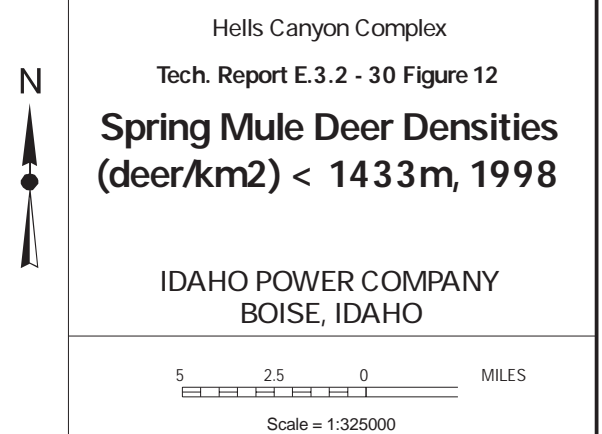 N
Hells Canyon Complex
Tech. Report E.3.2 - 30 Figure 12
Spring Mule Deer Densities
(deer/km2) < 1433m, 1998
IDAHO POWER COMPANY
BOISE, IDAHO
5 2.5 0 MILES
Scale = 1:325000